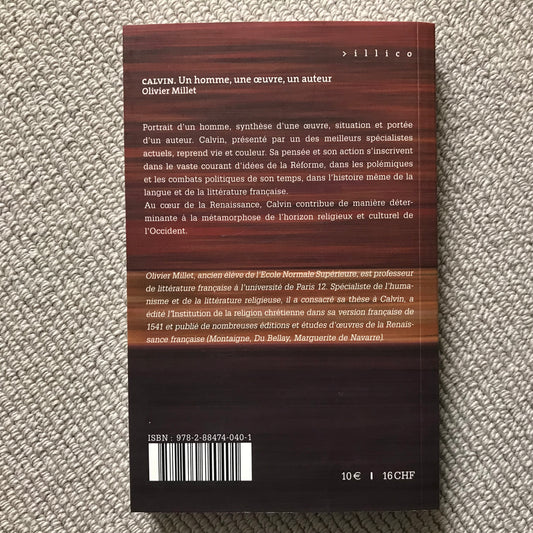 > illico
CALVIN. Un homme, une œuvre, un auteur
Olivier Millet
Portrait d'un homme, synthèse d'une œuvre, situation et portée
d'un auteur. Calvin, présenté par un des meilleurs spécialistes
actuels, reprend vie et couleur. Sa pensée et son action s'inscrivent
dans le vaste courant d'idées de la Réforme, dans les polémiques
et les combats politiques de son temps, dans l'histoire même de la
langue et de la littérature française.
Au cœur de la Renaissance, Calvin contribue de manière déter-
minante à la métamorphose de l'horizon religieux et culturel de
l'Occident.
Olivier Millet, ancien élève de l'Ecole Normale Supérieure, est professeur
de littérature française à l'université de Paris 12. Spécialiste de l'huma-
nisme et de la littérature religieuse, il a consacré sa thèse à Calvin, a
édité l'Institution de la religion chrétienne dans sa version française de
1541 et publié de nombreuses éditions et études d'œuvres de la Renais-
sance française (Montaigne, Du Bellay, Marguerite de Navarre).
ISBN : 978-2-88474-040-1
10 € I 16 CHF